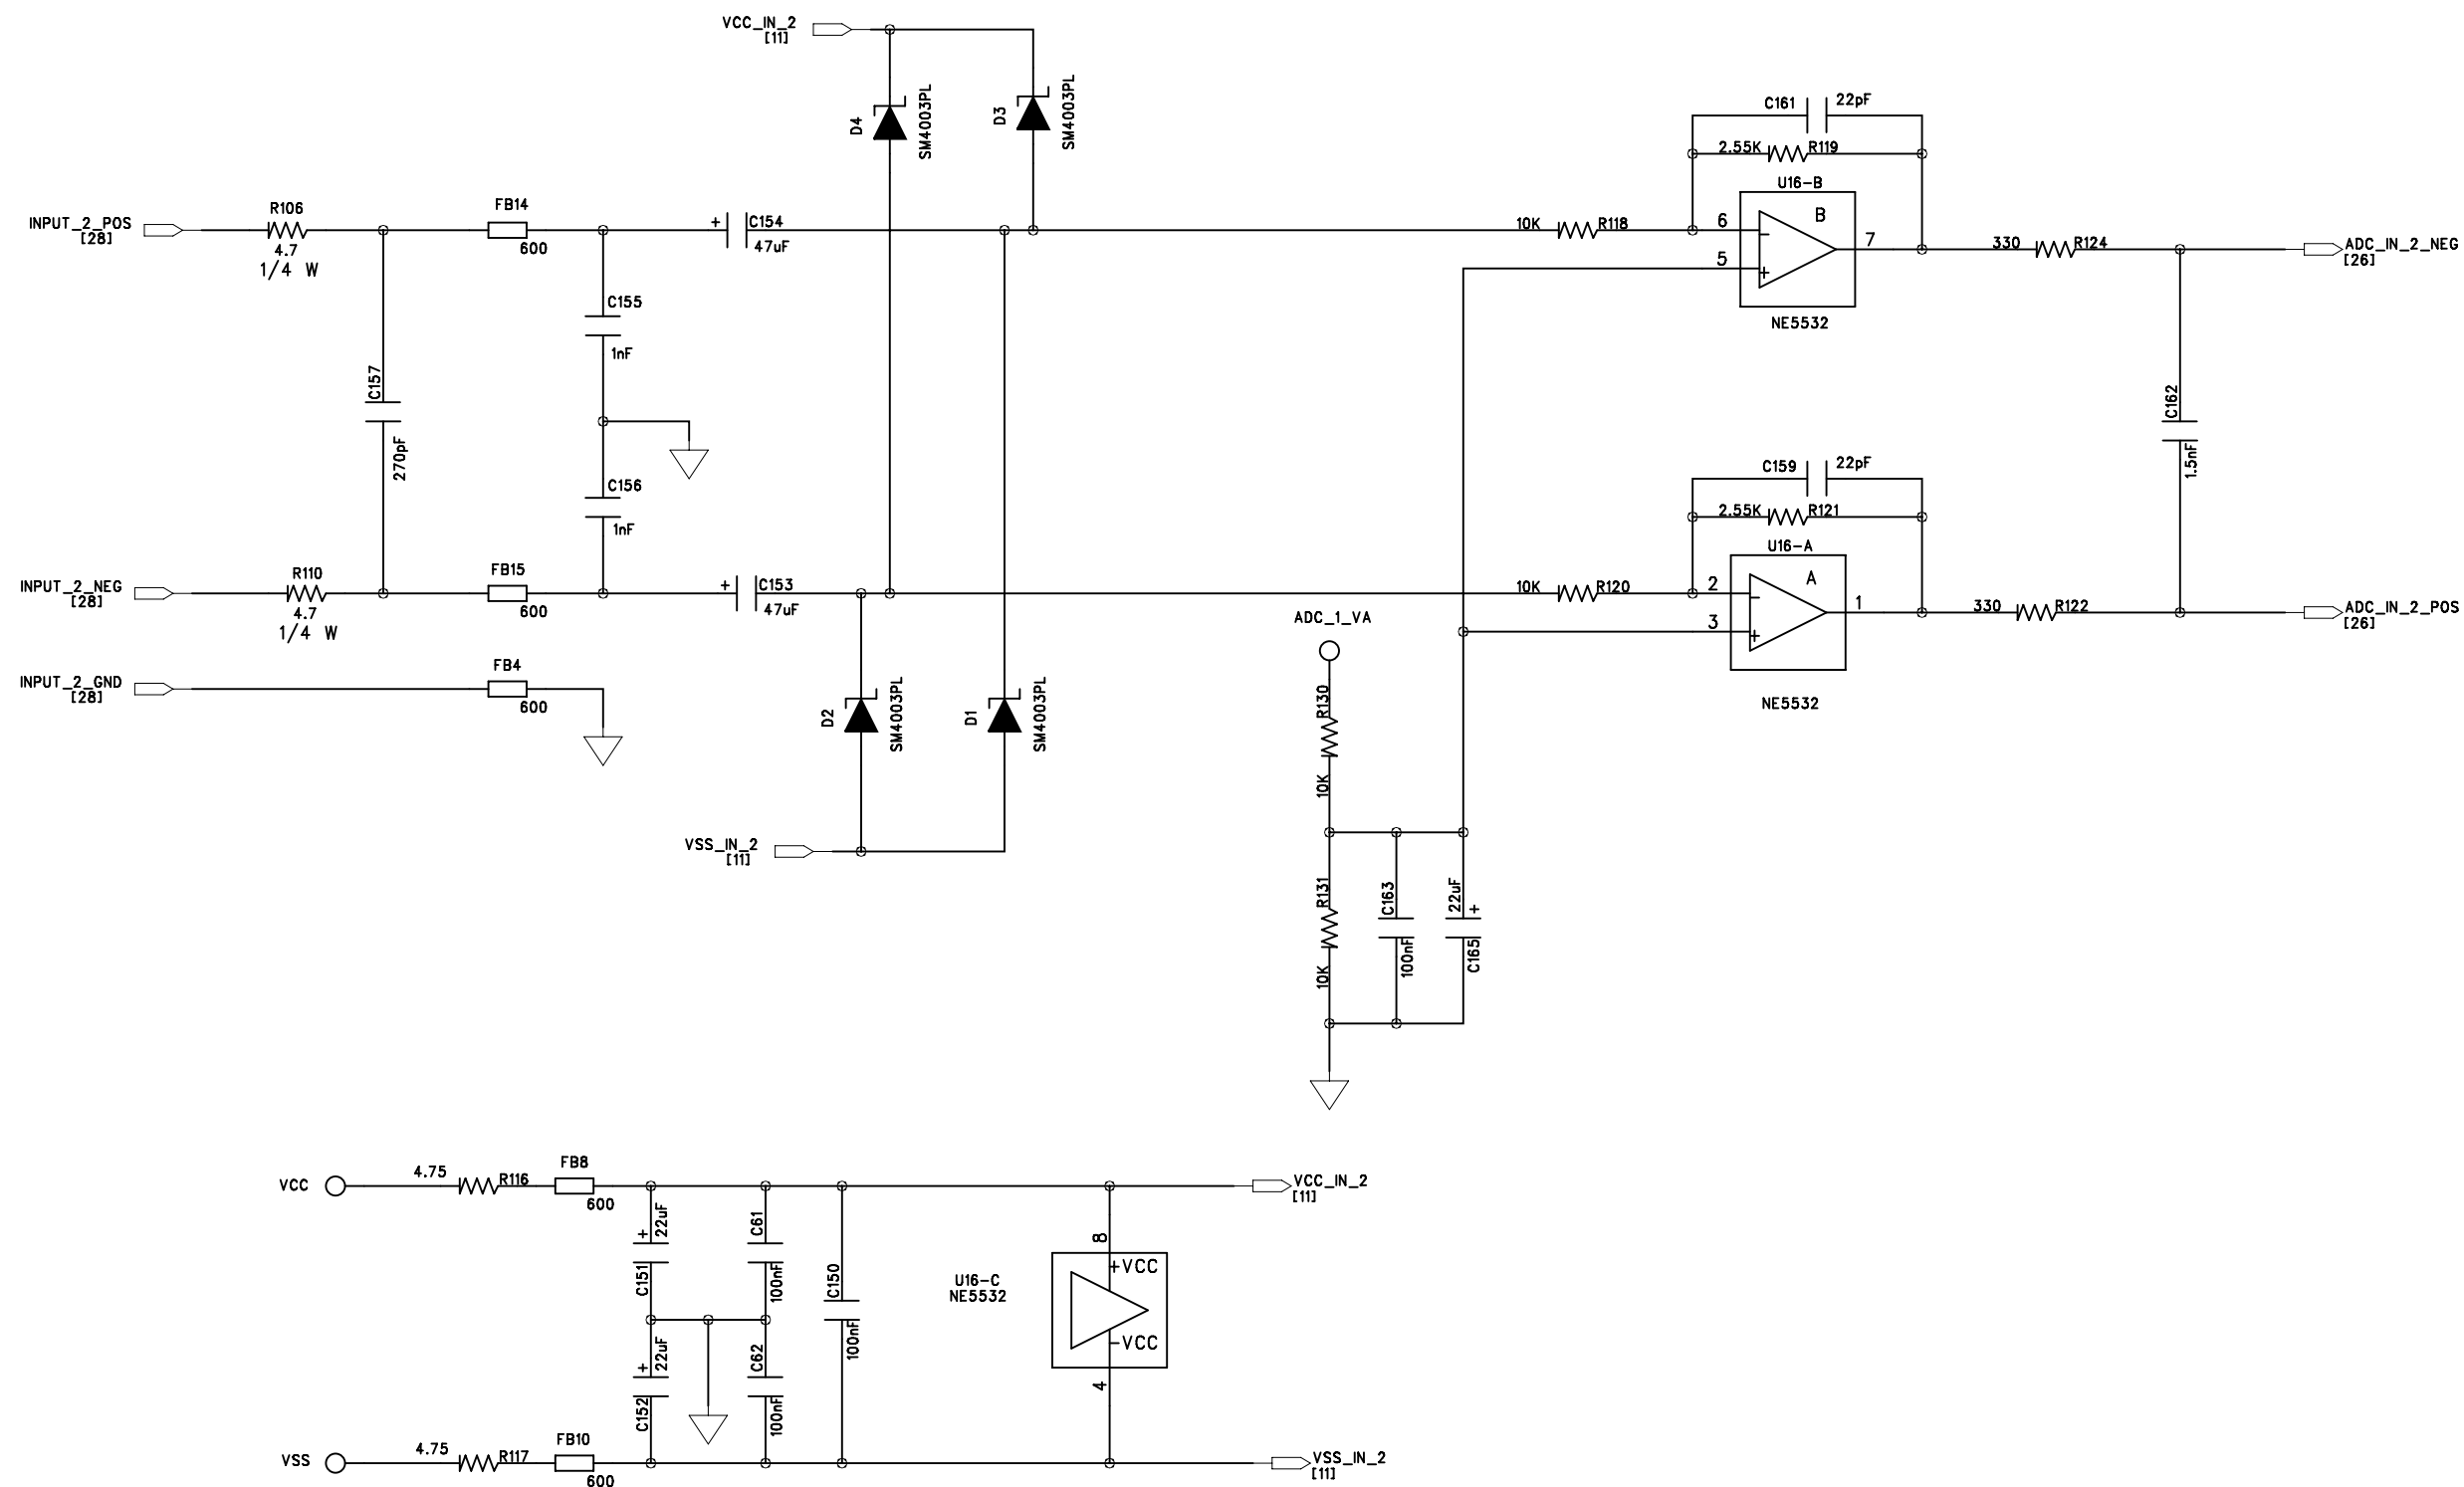 VCC_IN_2
[11]
D4
SM4003PL
D3
SM4003PL
C161
22pF
2.55K
R119
U16-B
B
INPUT_2_POS
[28]
R106
4.7
1/4 W
FB14
600
+
C154
47uF
10K
R118
6
5
-
+
7
NE5532
330
R124
ADC_IN_2_NEG
[26]
C155
1nF
C157
270pF
C156
1nF
C162
1.5nF
C159
22pF
2.55K
R121
U16-A
A
INPUT_2_NEG
[28]
R110
4.7
1/4 W
FB15
600
+
C153
47uF
10K
R120
2
3
-
+
1
NE5532
330
R122
ADC_IN_2_POS
[26]
INPUT_2_GND
[28]
FB4
600
D2
SM4003PL
D1
SM4003PL
VSS_IN_2
[11]
ADC_1_VA
R130
10K
R131
10K
C163
100nF
22uF
+
C165
VCC
4.75
R116
FB8
600
VCC_IN_2
[11]
+
22uF
C151
C61
100nF
C150
100nF
U16-C
NE5532
8
+VCC
-VCC
4
+
22uF
C152
C62
100nF
VSS
4.75
R117
FB10
600
VSS_IN_2
[11]